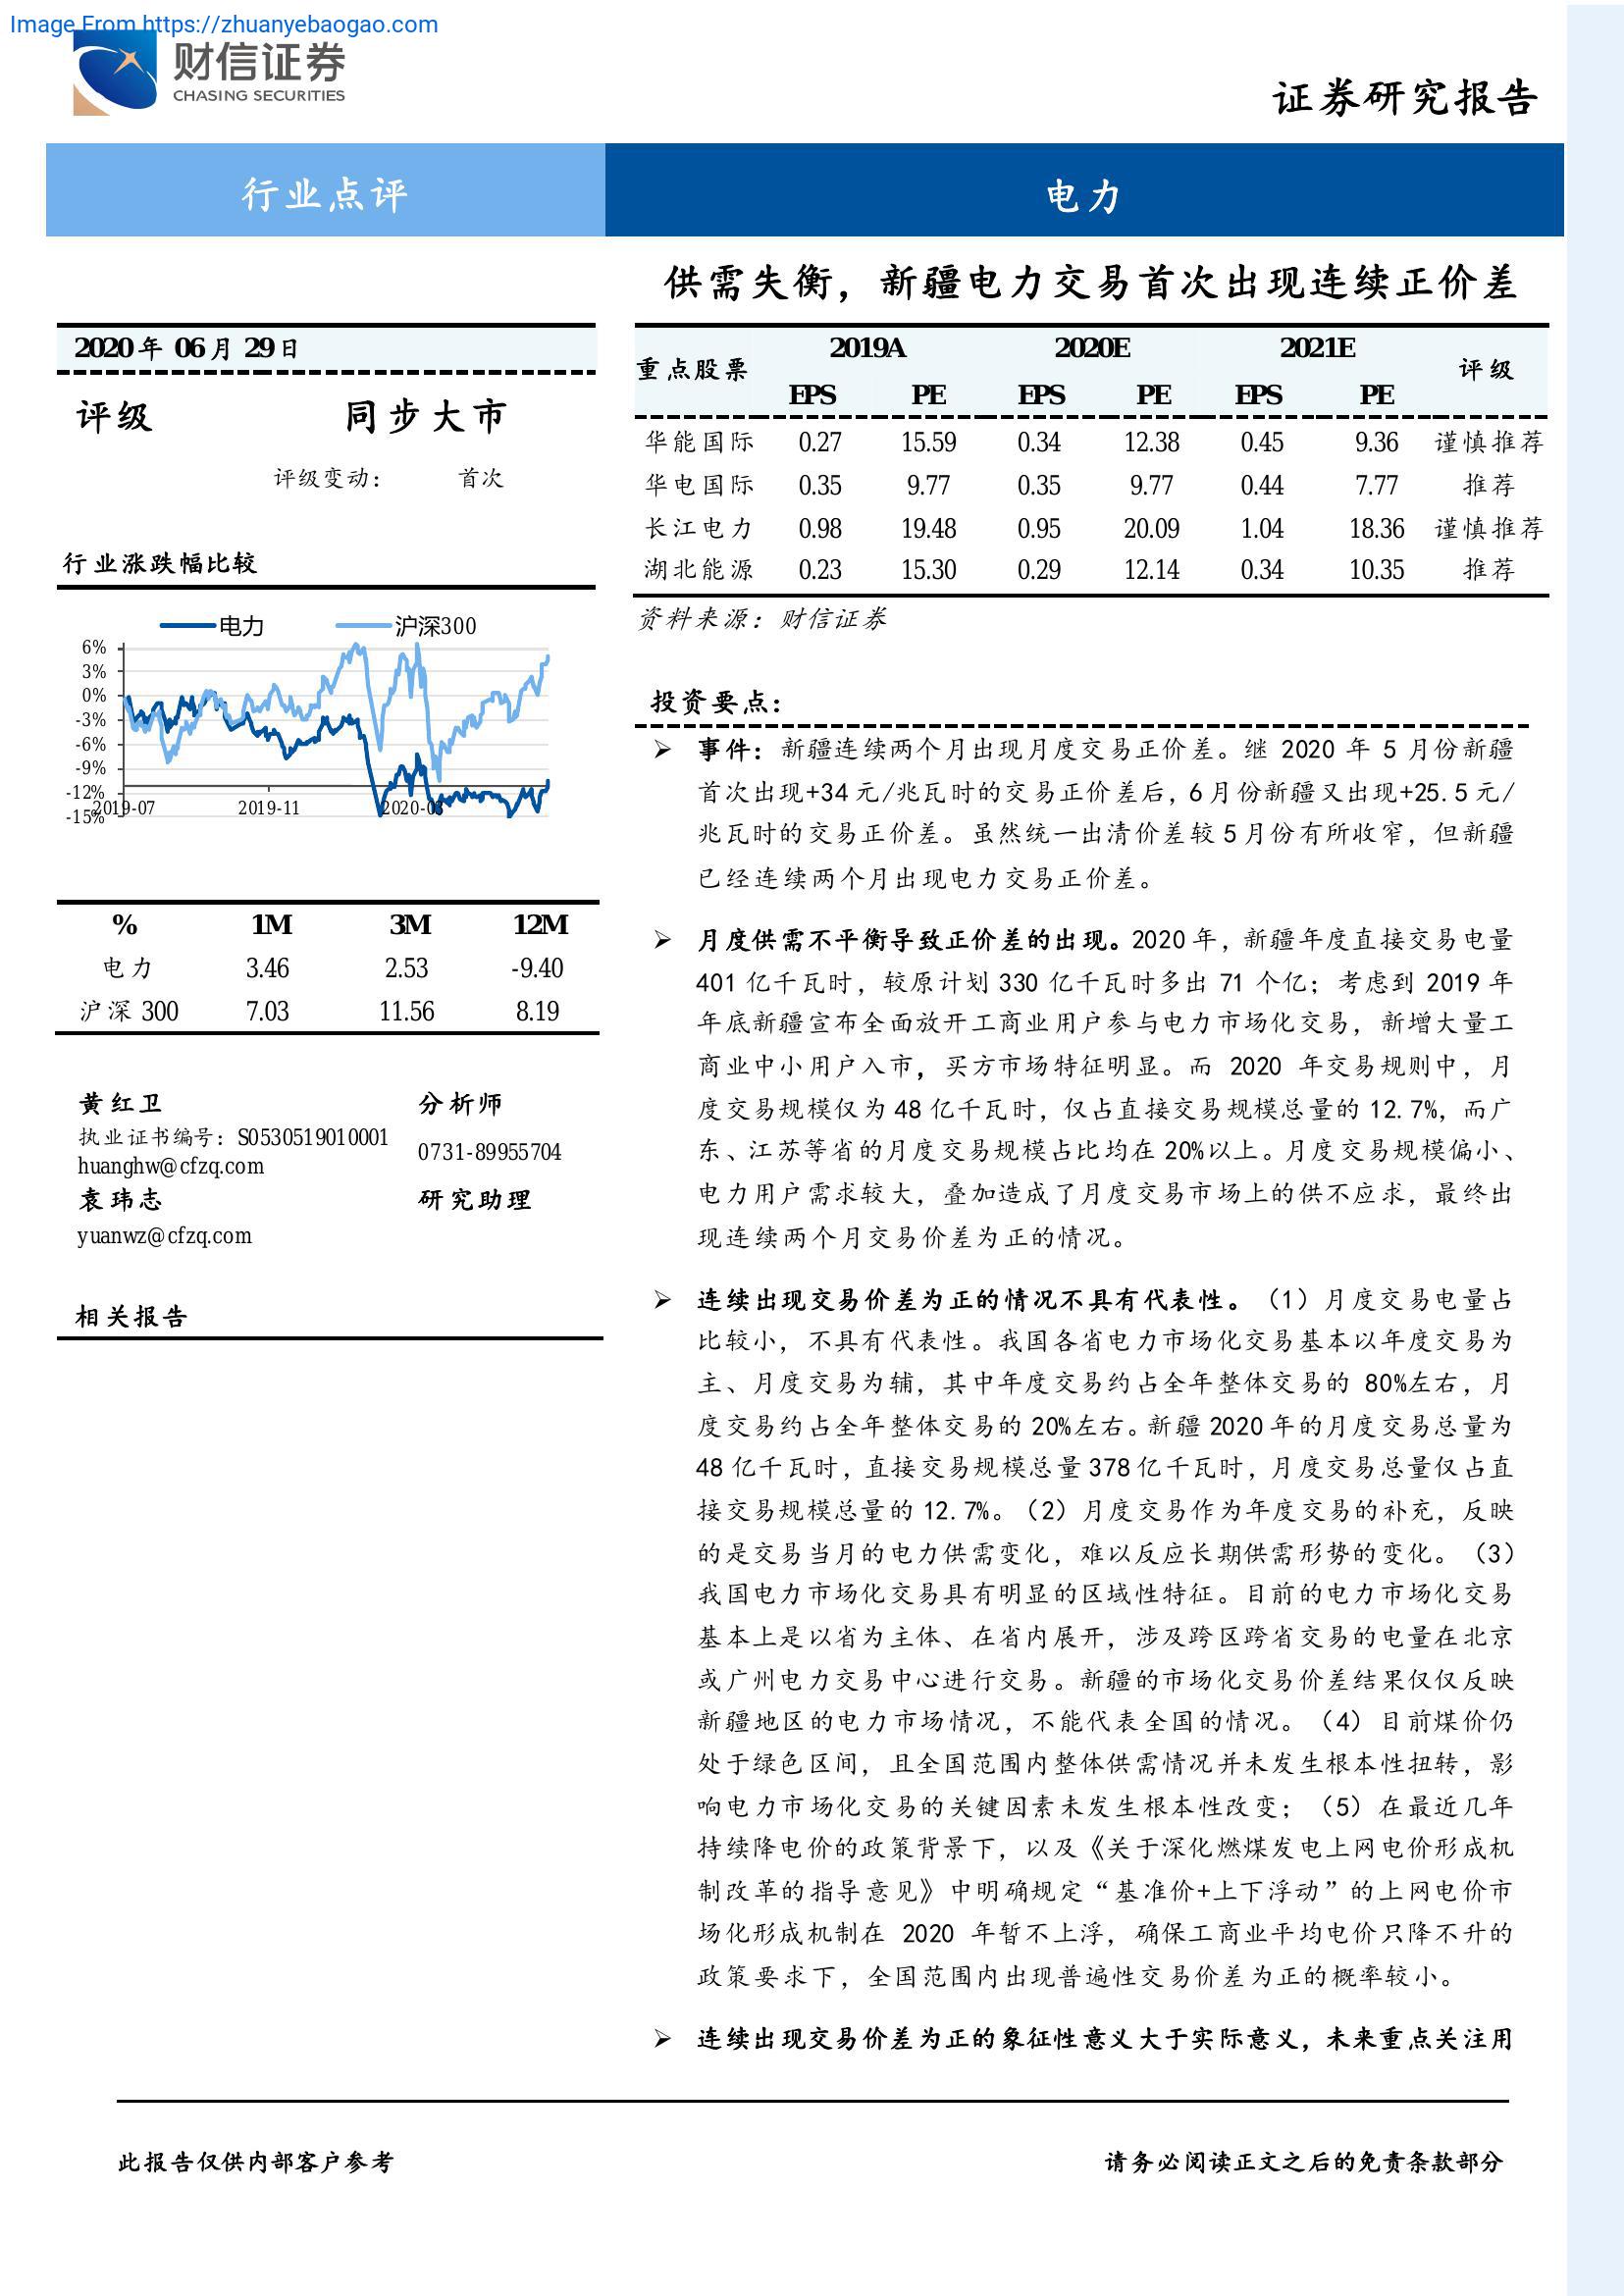 Image From https://zhuanyebaogao.com
财信证券
CHASING SECURITIES
证券研究报告
行业点评
电力
供需失衡，新疆电力交易首次出现连续正价差
2020年 06月 29日
评级 同步大市
评级变动： 首次
行业涨跌幅比较
电力 沪深300
6%
3%
0%
-3%
-6%
-9%
-12%
-15%
2019-07 2019-11 2020-03
% 1M 3M 12M
电力 3.46 2.53 -9.40
沪深 300 7.03 11.56 8.19
黄红卫 分析师
执业证书编号：S0530519010001
0731-89955704
huanghw@cfzq.com
袁玮志 研究助理
yuanwz@cfzq.com
相关报告
重点股票 2019A 2020E 2021E 评级
EPS PE EPS PE EPS PE
华能国际 0.27 15.59 0.34 12.38 0.45 9.36 谨慎推荐
华电国际 0.35 9.77 0.35 9.77 0.44 7.77 推荐
长江电力 0.98 19.48 0.95 20.09 1.04 18.36 谨慎推荐
湖北能源 0.23 15.30 0.29 12.14 0.34 10.35 推荐
资料来源：财信证券
投资要点：
➢ 事件：新疆连续两个月出现月度交易正价差。继 2020 年 5 月份新疆
首次出现+34 元/兆瓦时的交易正价差后，6 月份新疆又出现+25.5 元/
兆瓦时的交易正价差。虽然统一出清价差较 5 月份有所收窄，但新疆
已经连续两个月出现电力交易正价差。
➢ 月度供需不平衡导致正价差的出现。2020 年，新疆年度直接交易电量
401 亿千瓦时，较原计划 330 亿千瓦时多出 71 个亿；考虑到 2019 年
年底新疆宣布全面放开工商业用户参与电力市场化交易，新增大量工
商业中小用户入市，买方市场特征明显。而 2020 年交易规则中，月
度交易规模仅为 48 亿千瓦时，仅占直接交易规模总量的 12.7%，而广
东、江苏等省的月度交易规模占比均在 20%以上。月度交易规模偏小、
电力用户需求较大，叠加造成了月度交易市场上的供不应求，最终出
现连续两个月交易价差为正的情况。
➢ 连续出现交易价差为正的情况不具有代表性。（1）月度交易电量占
比较小，不具有代表性。我国各省电力市场化交易基本以年度交易为
主、月度交易为辅，其中年度交易约占全年整体交易的 80%左右，月
度交易约占全年整体交易的 20%左右。新疆 2020 年的月度交易总量为
48 亿千瓦时，直接交易规模总量 378 亿千瓦时，月度交易总量仅占直
接交易规模总量的 12.7%。（2）月度交易作为年度交易的补充，反映
的是交易当月的电力供需变化，难以反应长期供需形势的变化。（3）
我国电力市场化交易具有明显的区域性特征。目前的电力市场化交易
基本上是以省为主体、在省内展开，涉及跨区跨省交易的电量在北京
或广州电力交易中心进行交易。新疆的市场化交易价差结果仅仅反映
新疆地区的电力市场情况，不能代表全国的情况。（4）目前煤价仍
处于绿色区间，且全国范围内整体供需情况并未发生根本性扭转，影
响电力市场化交易的关键因素未发生根本性改变；（5）在最近几年
持续降电价的政策背景下，以及《关于深化燃煤发电上网电价形成机
制改革的指导意见》中明确规定“基准价+上下浮动”的上网电价市
场化形成机制在 2020 年暂不上浮，确保工商业平均电价只降不升的
政策要求下，全国范围内出现普遍性交易价差为正的概率较小。
➢ 连续出现交易价差为正的象征性意义大于实际意义，未来重点关注用
此报告仅供内部客户参考
请务必阅读正文之后的免责条款部分